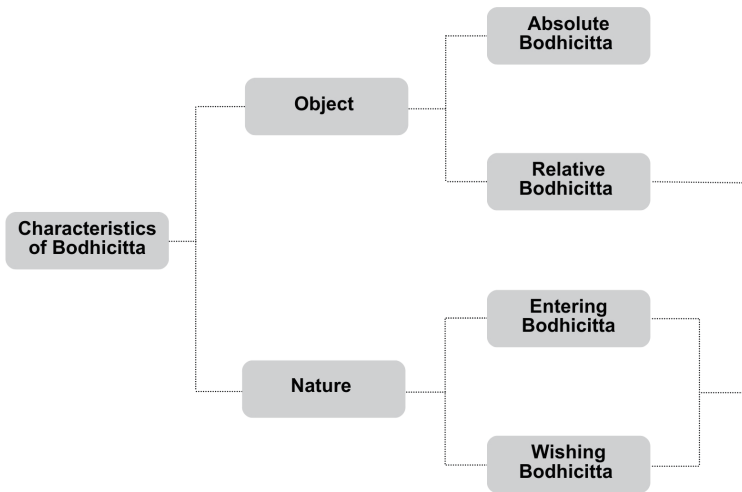 Absolute
Bodhicitta
Object
Relative
Bodhicitta
Characteristics
of Bodhicitta
Entering
Bodhicitta
Nature
Wishing
Bodhicitta